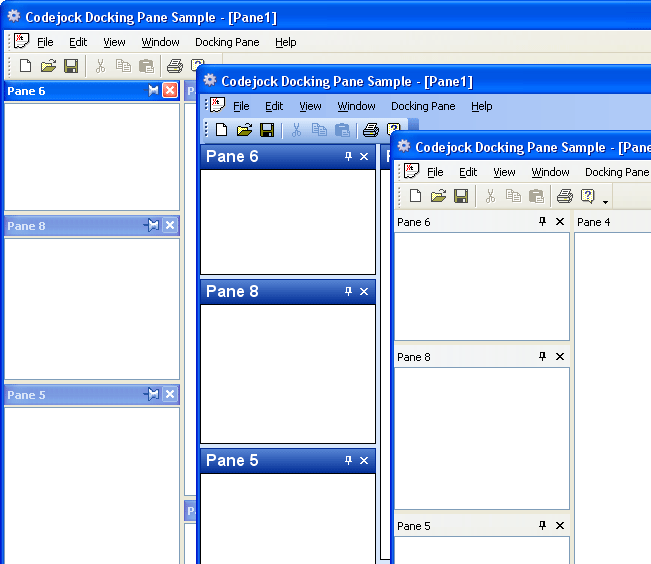 Codejock Docking Pane Sample - [Pane1]
File Edit View Window Docking Pane Help
Pane 6
P
Pane 8
Pane 5
P
Codejock Docking Pane Sample - [Pane1]
File Edit View Window Docking Pane Help
Pane 6
Pane 8
Pane 5
Codejock Docking Pane Sample - [Pane
File Edit View Window Docking Pane
Pane 6
Pane 4
Pane 8
Pane 5